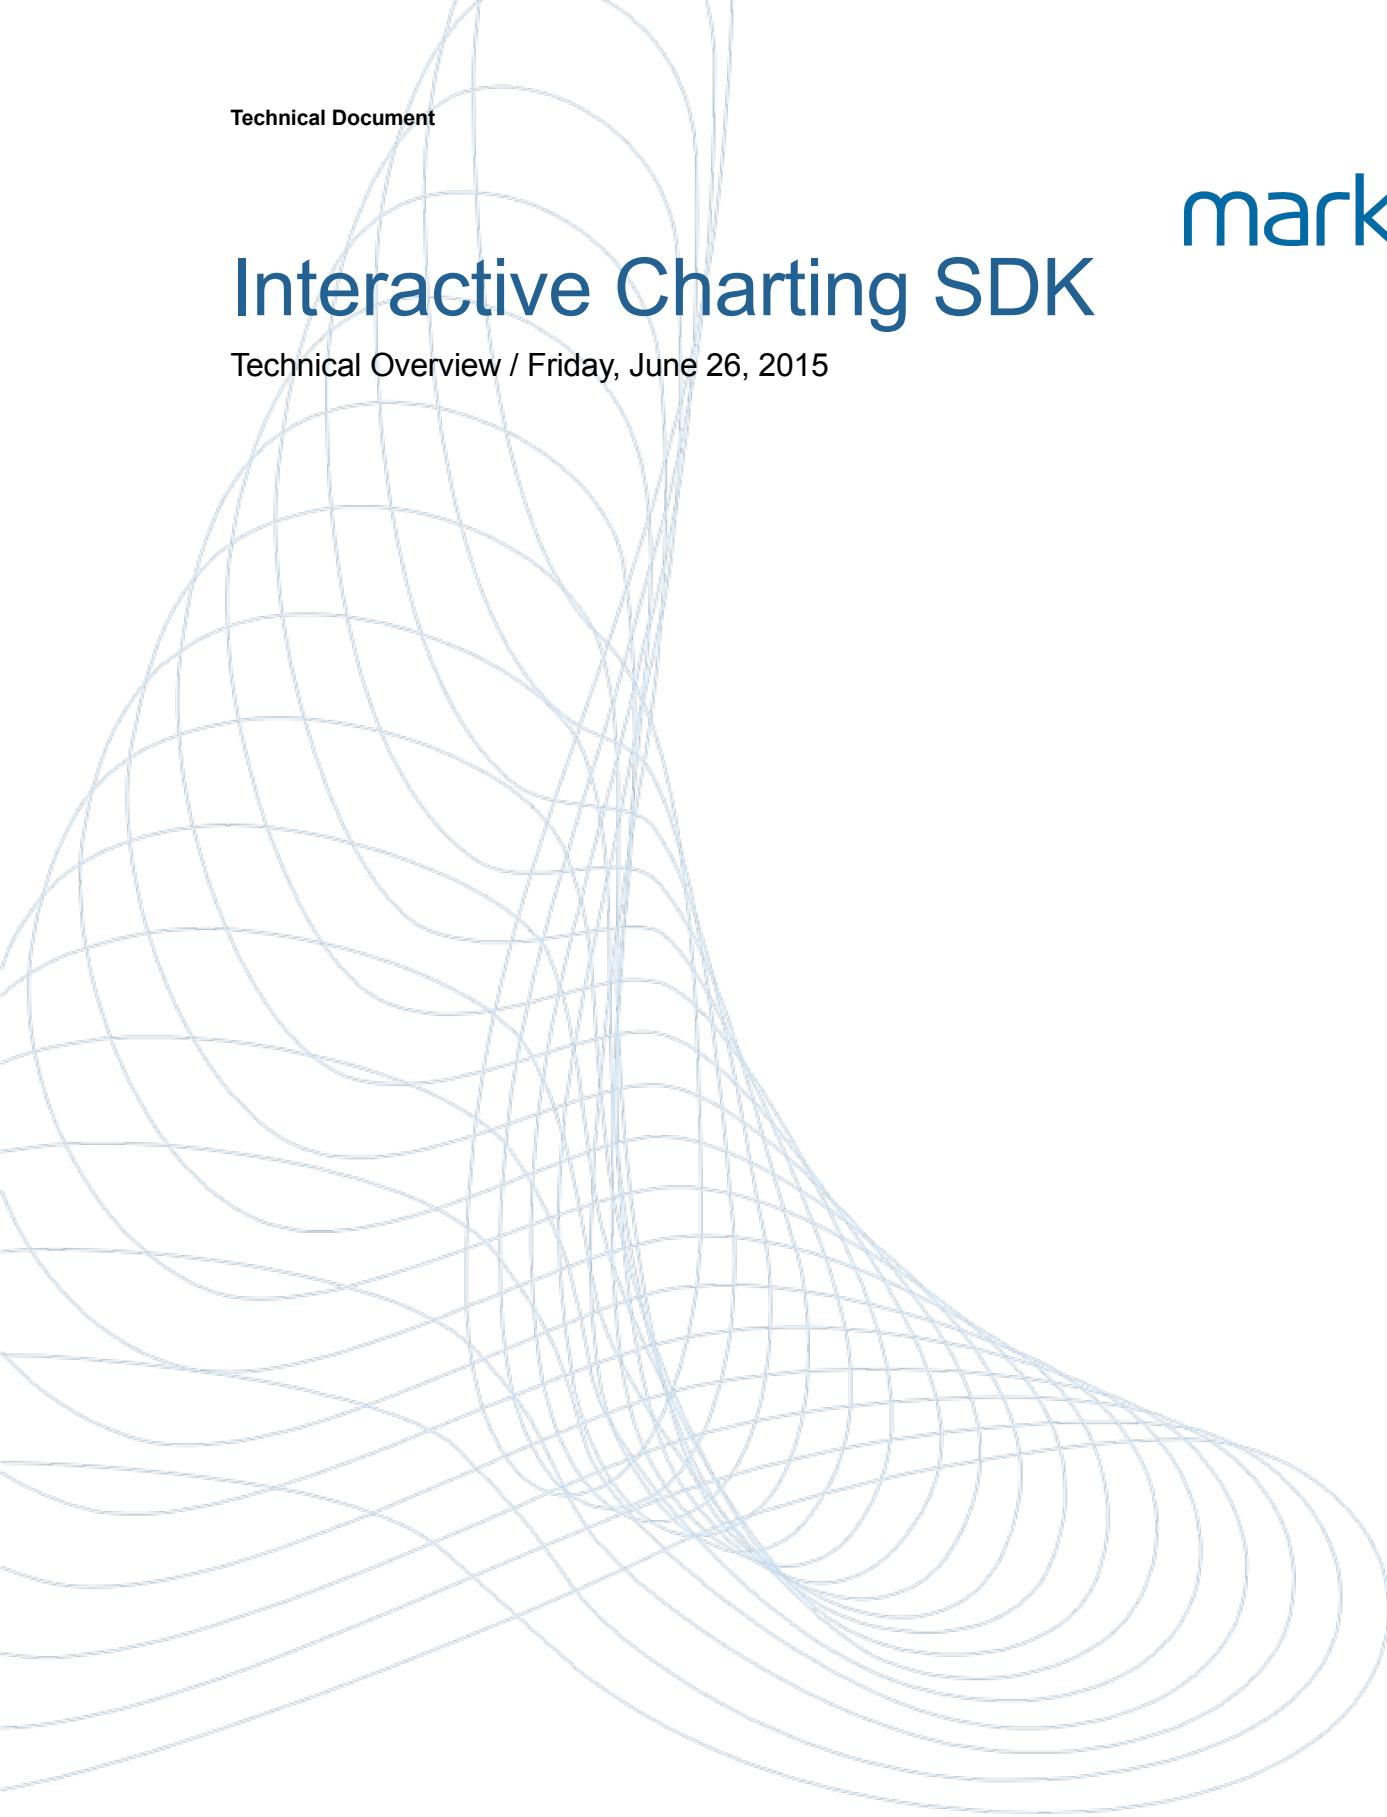 Technical Document
mark
Interactive Charting SDK
Technical Overview / Friday, June 26, 2015